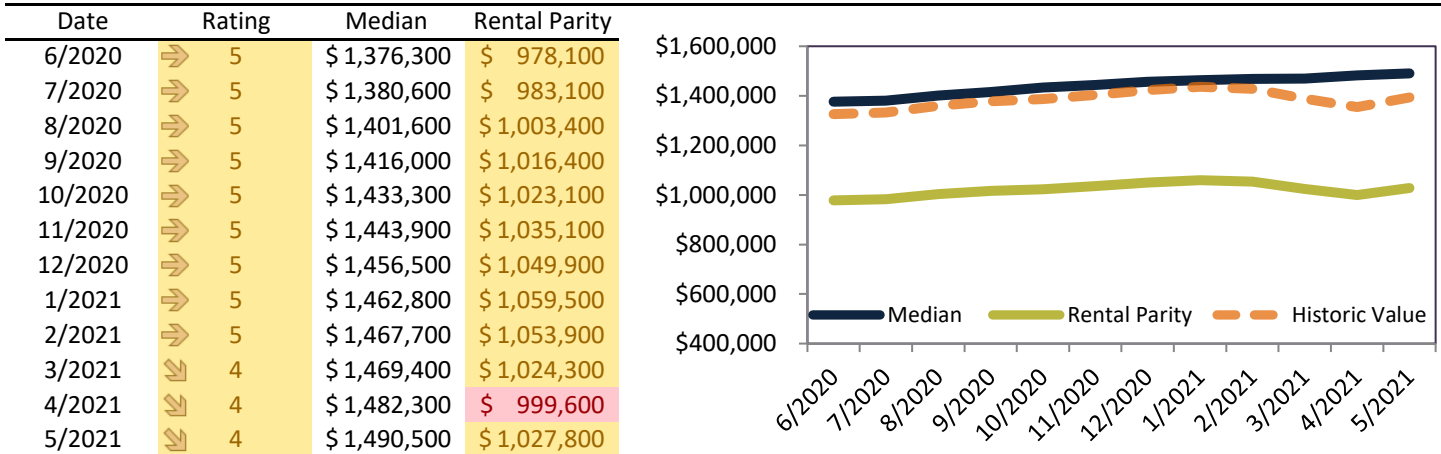 Date Rating Median Rental Parity
6/2020 5 $ 1,376,300 $ 978,100
7/2020 5 $ 1,380,600 $ 983,100
8/2020 5 $ 1,401,600 $ 1,003,400
9/2020 5 $ 1,416,000 $ 1,016,400
10/2020 5 $ 1,433,300 $ 1,023,100
11/2020 5 $ 1,443,900 $ 1,035,100
12/2020 5 $ 1,456,500 $ 1,049,900
1/2021 5 $ 1,462,800 $ 1,059,500
2/2021 5 $ 1,467,700 $ 1,053,900
3/2021 4 $ 1,469,400 $ 1,024,300
4/2021 4 $ 1,482,300 $ 999,600
5/2021 4 $ 1,490,500 $ 1,027,800
$1,600,000
$1,400,000
$1,200,000
$1,000,000
$800,000
$600,000
$400,000
Median Rental Parity Historic Value
6/2020 7/2020 8/2020 9/2020 10/2020 11/2020 12/2020 1/2021 2/2021 3/2021 4/2021 5/2021